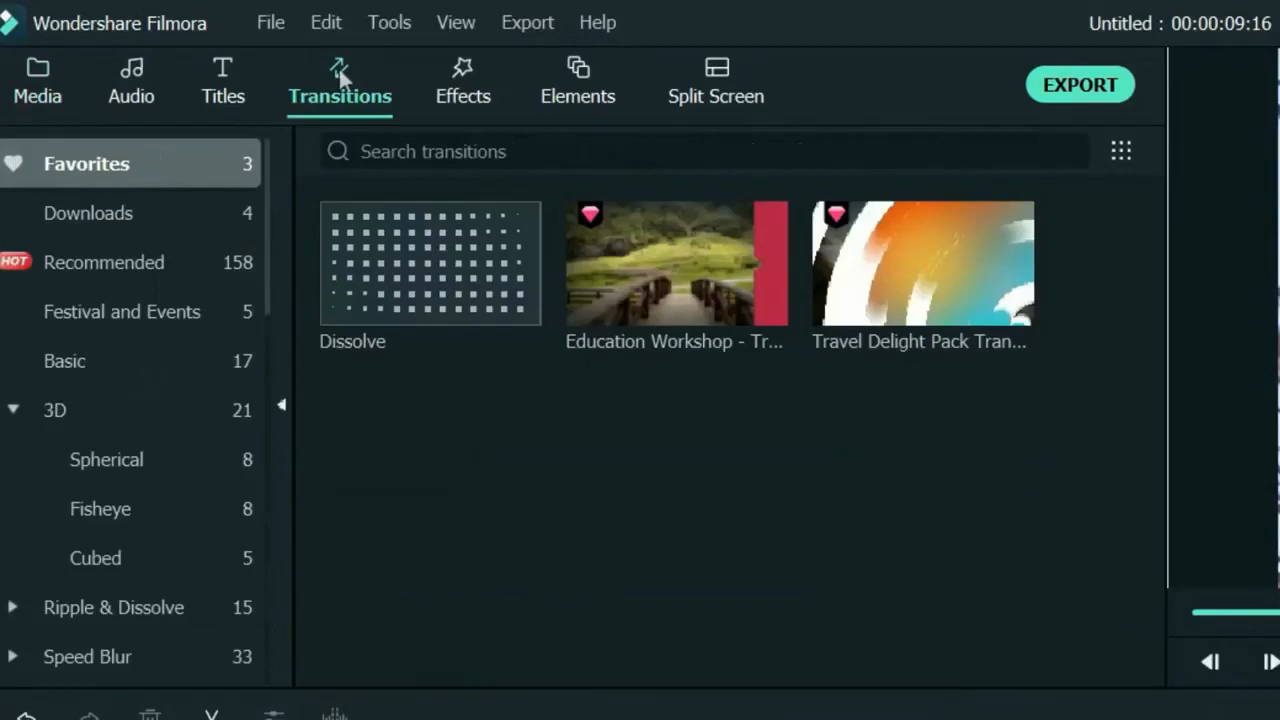 Wondershare Filmora File Edit Tools View Export Help Untitled : 00:00:09:16
Media Audio Titles Transitions Effects Elements Split Screen EXPORT
Search transitions
Favorites 3
Downloads 4
HOT Recommended 158
Festival and Events 5
Basic 17
3D 21
Spherical 8
Fisheye 8
Cubed 5
Ripple & Dissolve 15
Speed Blur 33
Dissolve
Education Workshop - Tr...
Travel Delight Pack Tran...